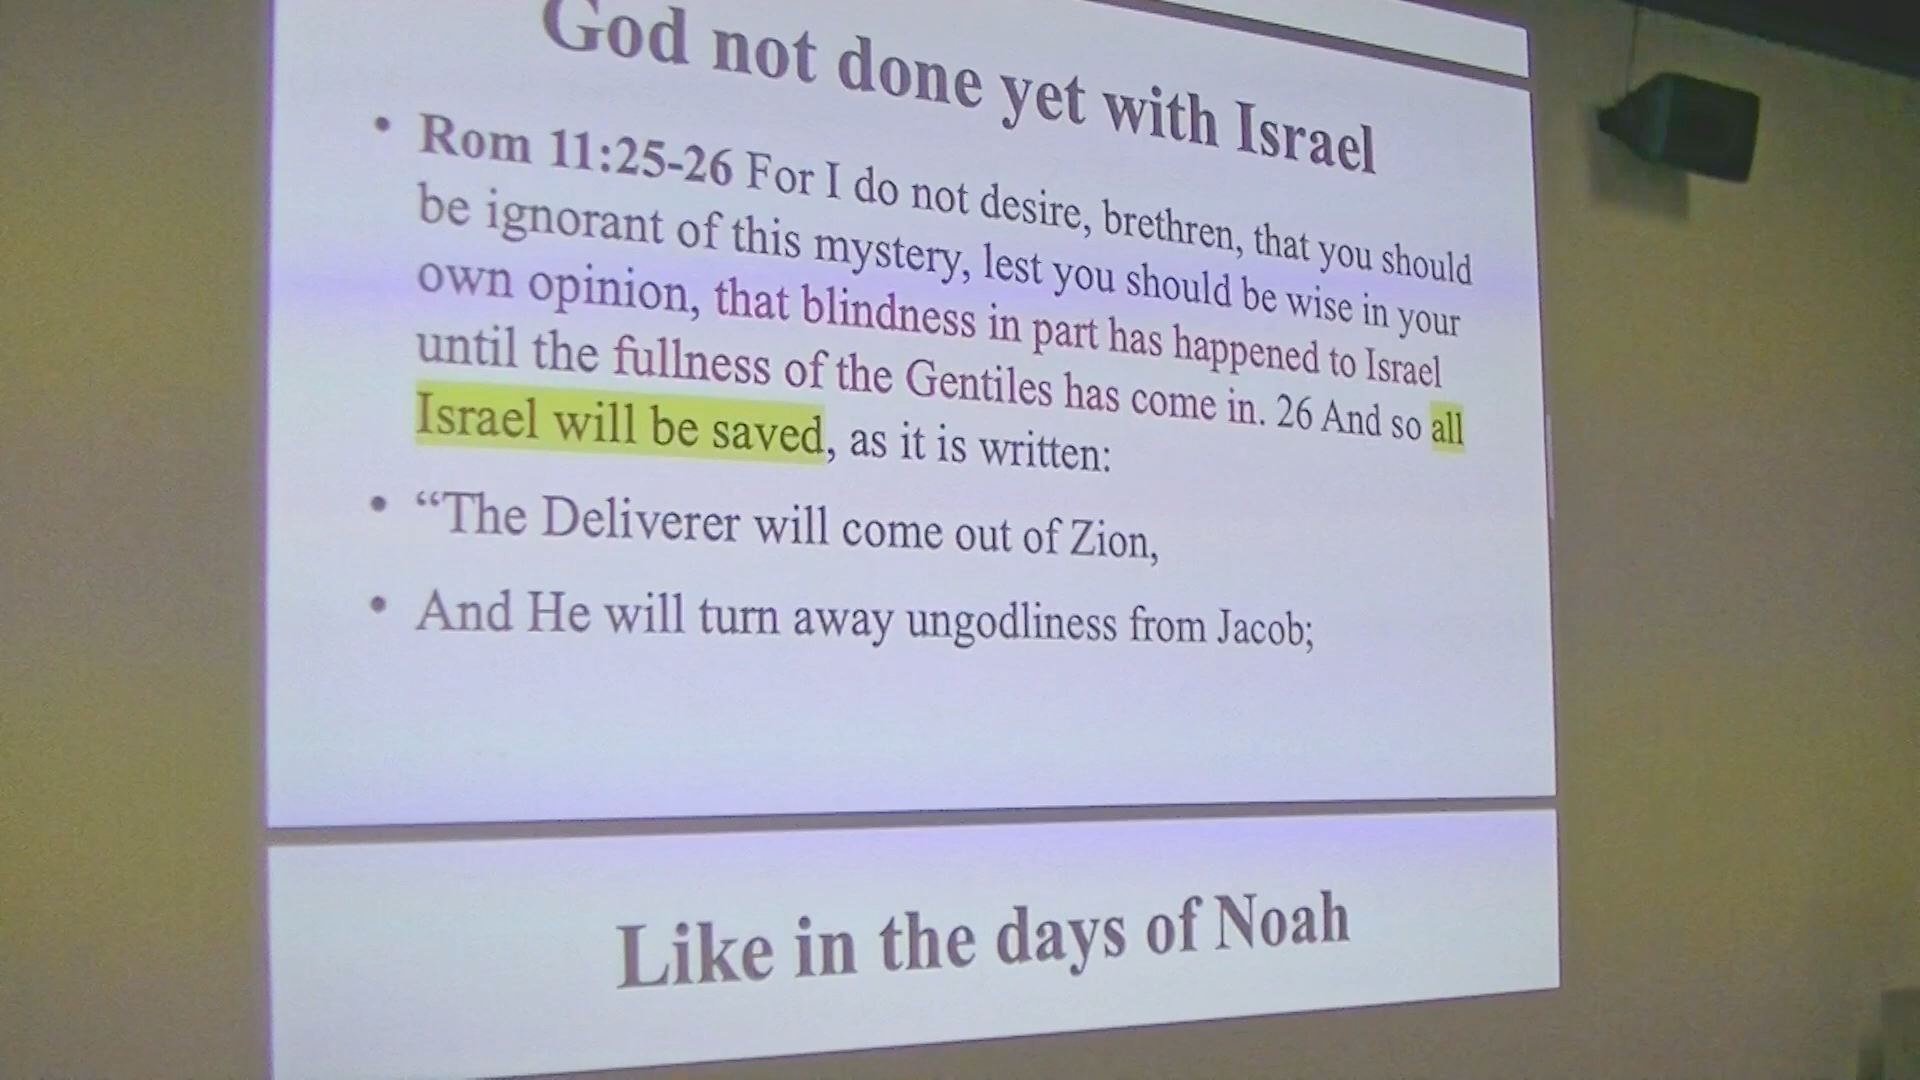 God not done yet with Israel
• Rom 11:25-26 For I do not desire, brethren, that you should
be ignorant of this mystery, lest you should be wise in your
own opinion, that blindness in part has happened to Israel
until the fullness of the Gentiles has come in. 26 And so all
Israel will be saved, as it is written:
• “The Deliverer will come out of Zion,
• And He will turn away ungodliness from Jacob;
Like in the days of Noah